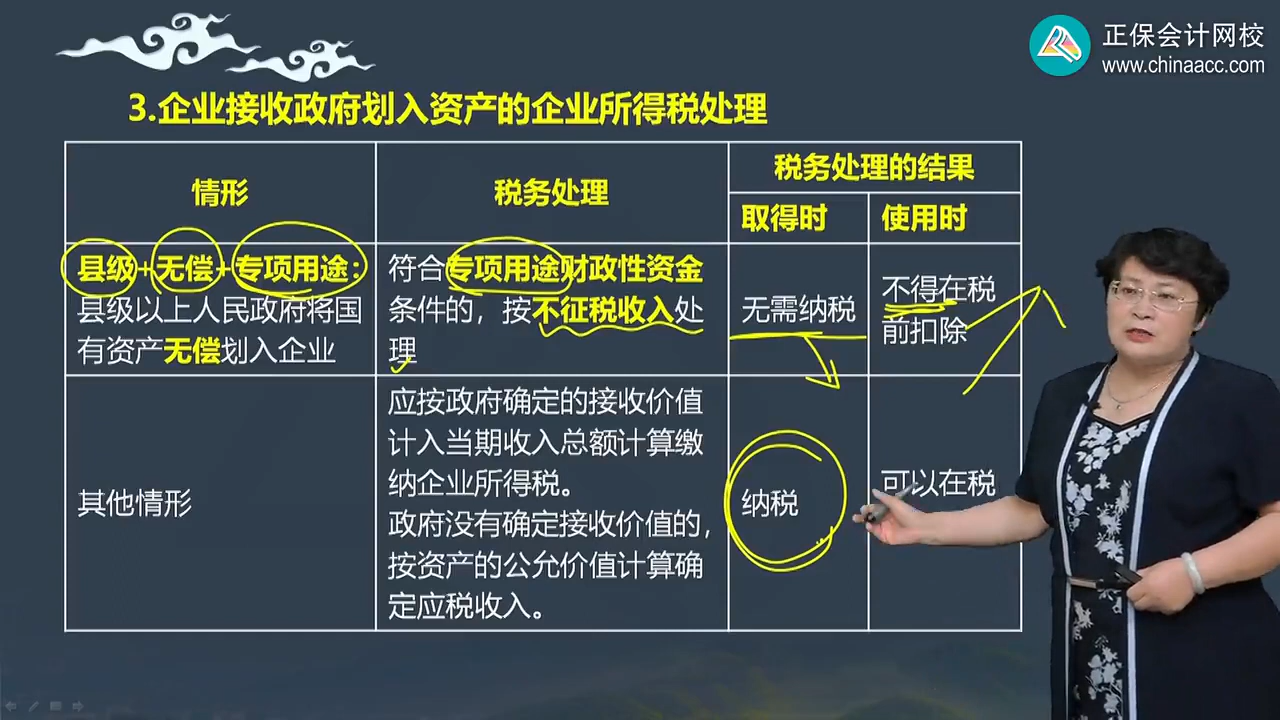 正保会计网校
www.chinaacc.com
3.企业接收政府划入资产的企业所得税处理
情形
税务处理
税务处理的结果
取得时
使用时
县级+无偿+专项用途：
县级以上人民政府将国
有资产无偿划入企业
符合专项用途财政性资金
条件的，按不征税收入处
理
无需纳税
不得在税
前扣除
其他情形
应按政府确定的接收价值
计入当期收入总额计算缴
纳企业所得税。
政府没有确定接收价值的，
按资产的公允价值计算确
定应税收入。
纳税
可以在税